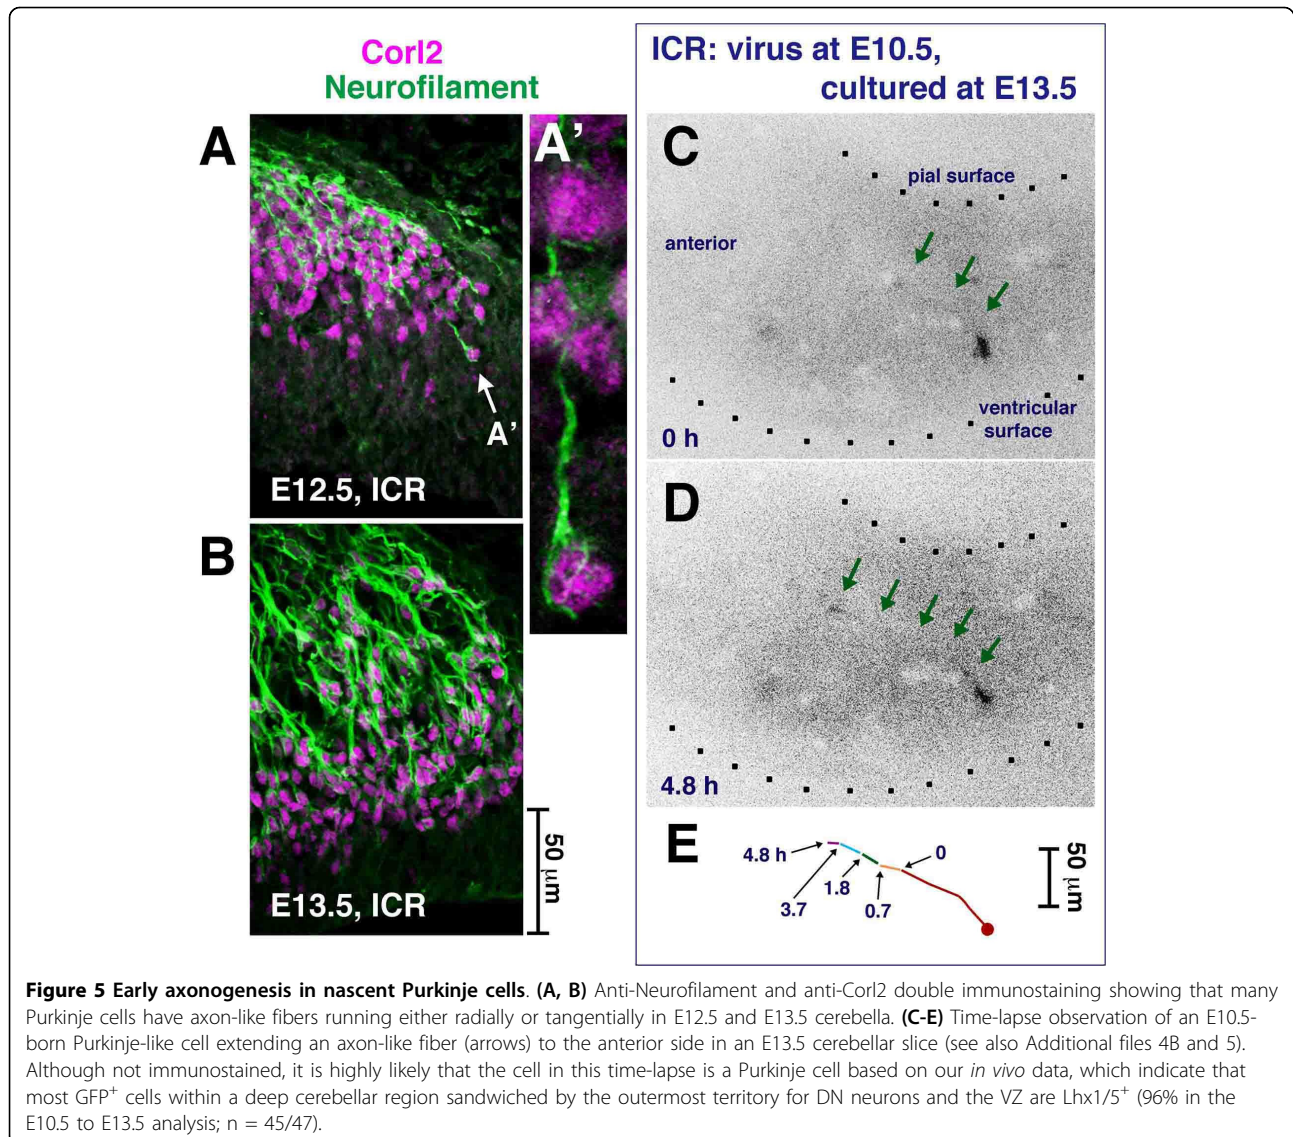 Corl2
Neurofilament
A
A'
A'
E12.5, ICR
B
E13.5, ICR
50 µm
ICR: virus at E10.5,
cultured at E13.5
C
pial surface
anterior
ventricular
surface
0 h
D
4.8 h
E
4.8 h
3.7
1.8
0.7
0
50 µm
Figure 5 Early axonogenesis in nascent Purkinje cells. (A, B) Anti-Neurofilament and anti-Corl2 double immunostaining showing that many
Purkinje cells have axon-like fibers running either radially or tangentially in E12.5 and E13.5 cerebella. (C-E) Time-lapse observation of an E10.5-
born Purkinje-like cell extending an axon-like fiber (arrows) to the anterior side in an E13.5 cerebellar slice (see also Additional files 4B and 5).
Although not immunostained, it is highly likely that the cell in this time-lapse is a Purkinje cell based on our in vivo data, which indicate that
most GFP+ cells within a deep cerebellar region sandwiched by the outermost territory for DN neurons and the VZ are Lhx1/5+ (96% in the
E10.5 to E13.5 analysis; n = 45/47).